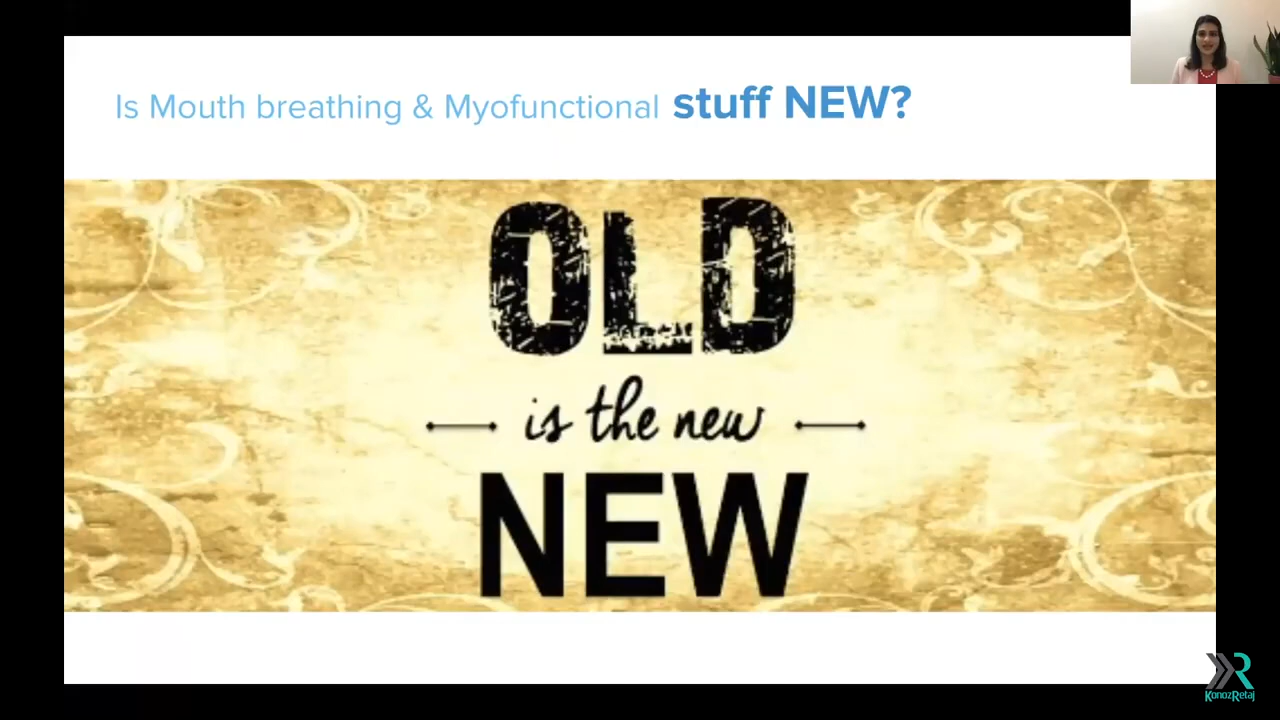 Is Mouth breathing & Myofunctional stuff NEW?
OLD
is the new
NEW
KonozRetaj